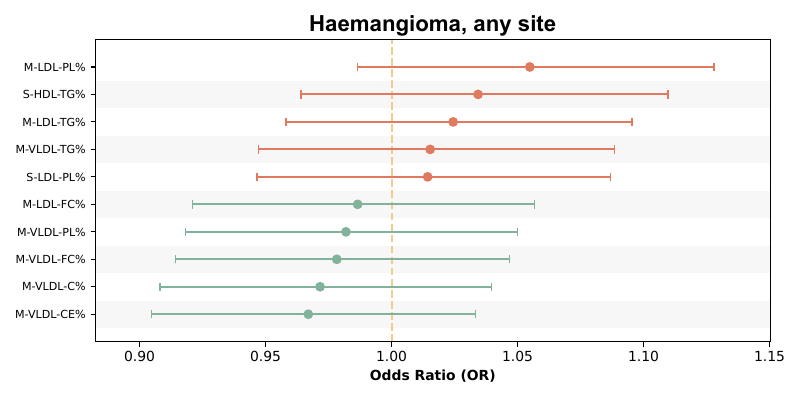 Haemangioma, any site
M-LDL-PL%
S-HDL-TG%
M-LDL-TG%
M-VLDL-TG%
S-LDL-PL%
M-LDL-FC%
M-VLDL-PL%
M-VLDL-FC%
M-VLDL-C%
M-VLDL-CE%
0.90 0.95 1.00 1.05 1.10 1.15
Odds Ratio (OR)